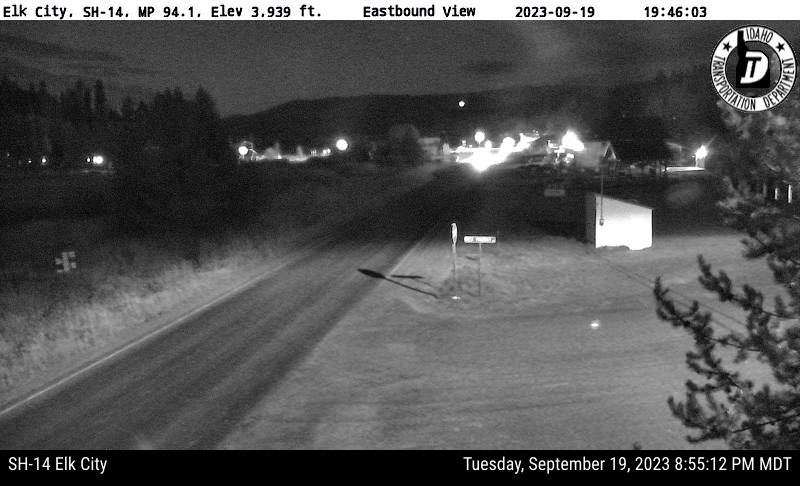 Elk City, SH-14, MP 94.1, Elev 3,939 ft. Eastbound View 2023-09-19 19:46:03
IDAHO
TRANSPORTATION DEPARTMENT
SH-14 Elk City Tuesday, September 19, 2023 8:55:12 PM MDT